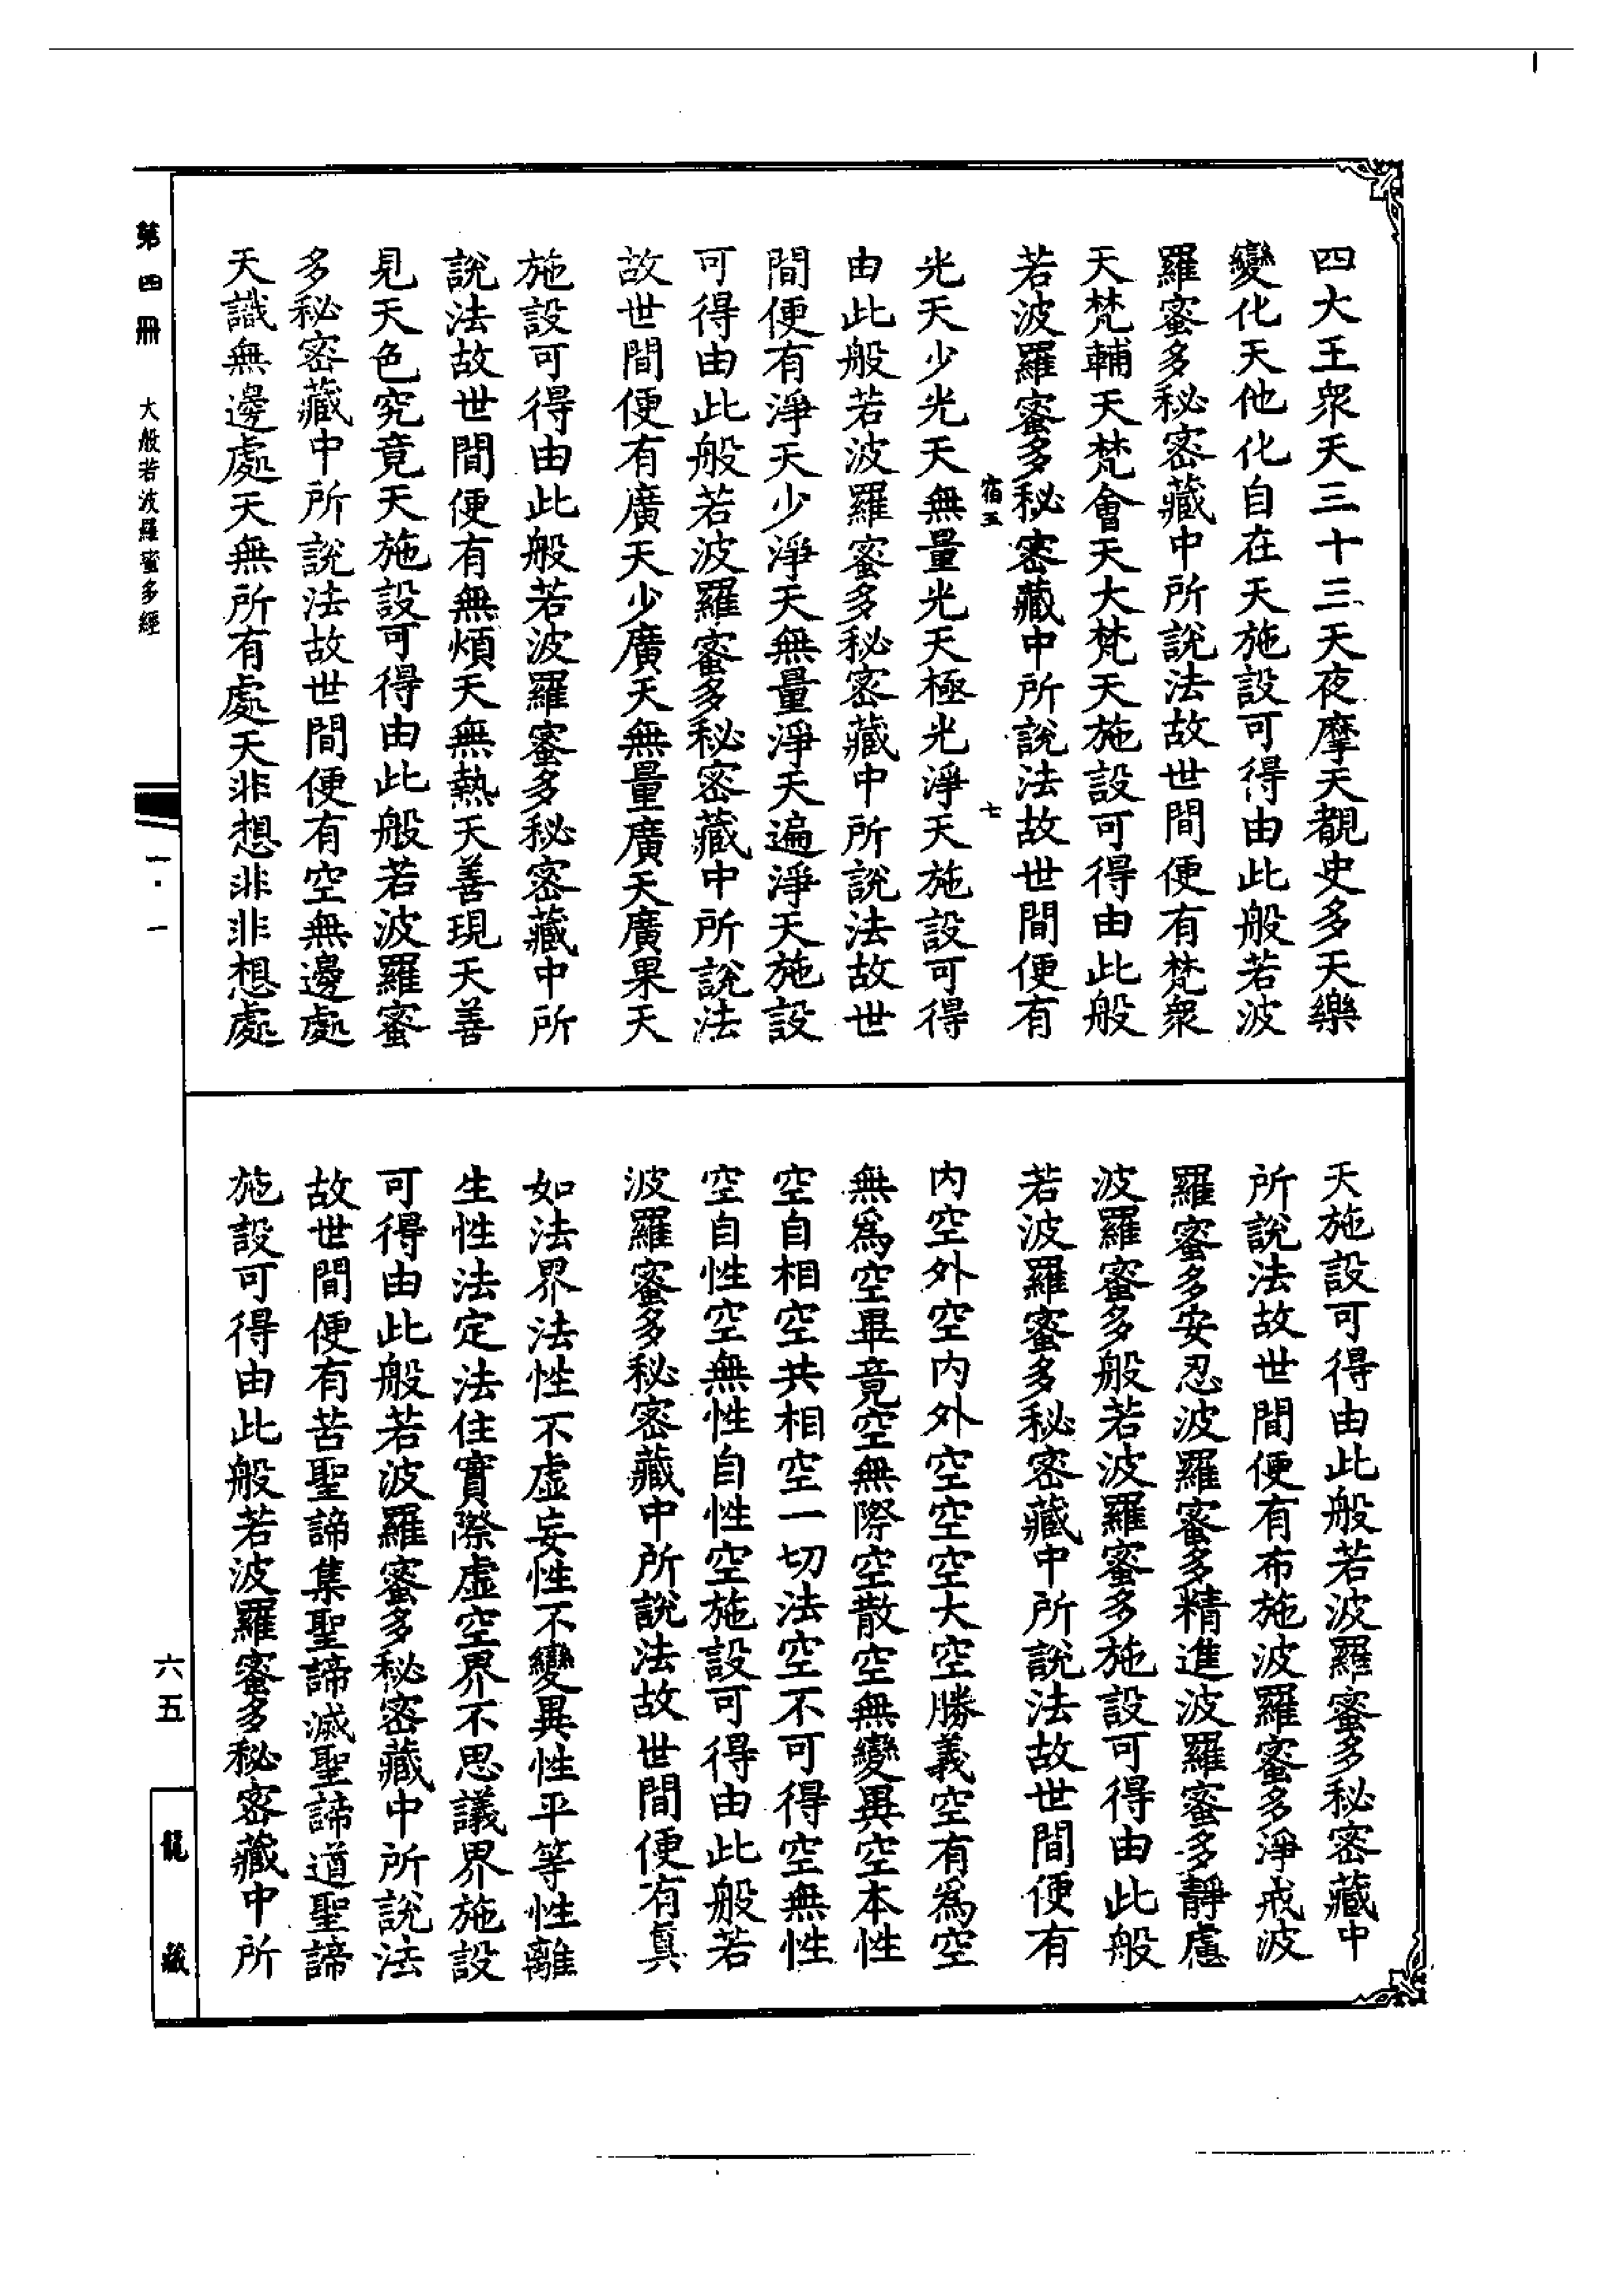 四大王衆天三十三天夜摩天覩史多天樂
變化天他化自在天施設可得由此般若波
羅蜜多秘密藏中所說法故世間便有梵衆
天梵輔天梵會天大梵天施設可得由此般
若波羅蜜多秘密藏中所說法故世間便有
宿五 七
光天少光天無量光天極光淨天施設可得
由此般若波羅蜜多秘密藏中所說法故世
間便有淨天少淨天無量淨天遍淨天施設
可得由此般若波羅蜜多秘密藏中所說法
故世間便有廣天少廣天無量廣天廣果天
施設可得由此般若波羅蜜多秘密藏中所
說法故世間便有無煩天無熱天善現天善
見天色究竟天施設可得由此般若波羅蜜
多秘密藏中所說法故世間便有空無邊處
天識無邊處天無所有處天非想非非想處
天施設可得由此般若波羅蜜多秘密藏中
所說法故世間便有布施波羅蜜多淨戒波
羅蜜多安忍波羅蜜多精進波羅蜜多靜慮
波羅蜜多般若波羅蜜多施設可得由此般
若波羅蜜多秘密藏中所說法故世間便有
内空外空内外空空空大空勝義空有爲空
無爲空畢竟空無際空散空無變異空本性
空自相空共相空一切法空不可得空無性
空自性空無性自性空施設可得由此般若
波羅蜜多秘密藏中所說法故世間便有眞
如法界法性不虛妄性不變異性平等性離
生性法定法住實際虛空界不思議界施設
可得由此般若波羅蜜多秘密藏中所說法
故世間便有苦聖諦集聖諦滅聖諦道聖諦
施設可得由此般若波羅蜜多秘密藏中所
第四冊 大般若波羅蜜多經 一·一
六五
龍藏